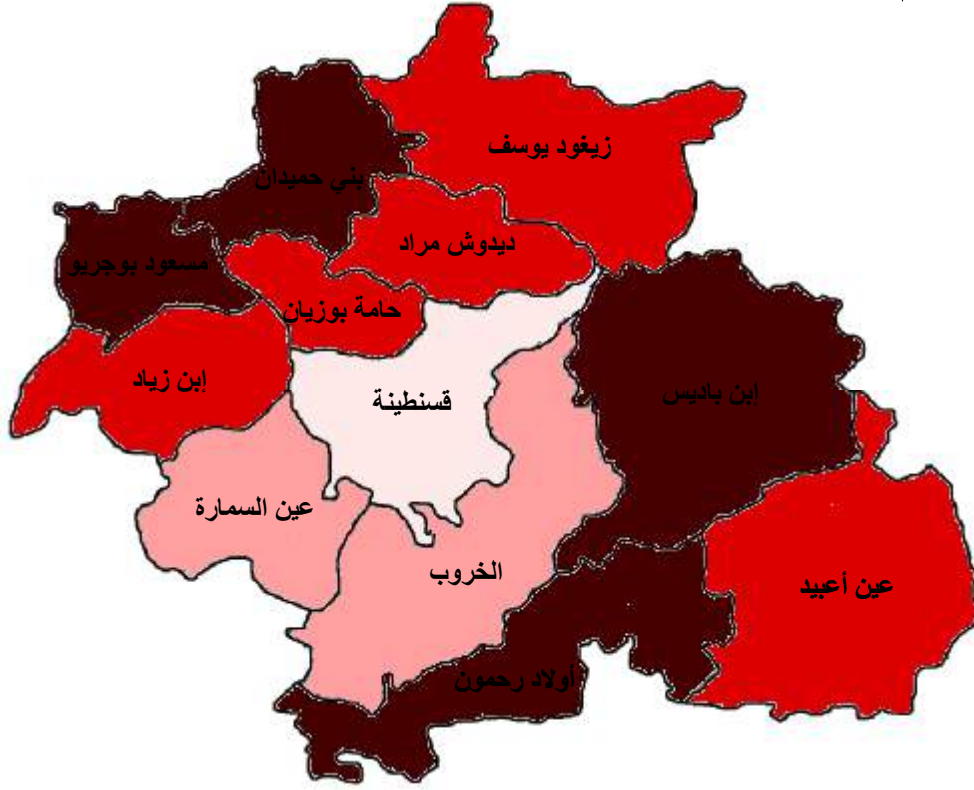 زيغود يوسف
بني حميدان
ديدوش مراد
مسعود بوجريو
حامة بوزيان
إبن زياد
قسنطينة
إبن باديس
عين السمارة
الخروب
عين أعبيد
أولاد رحمون